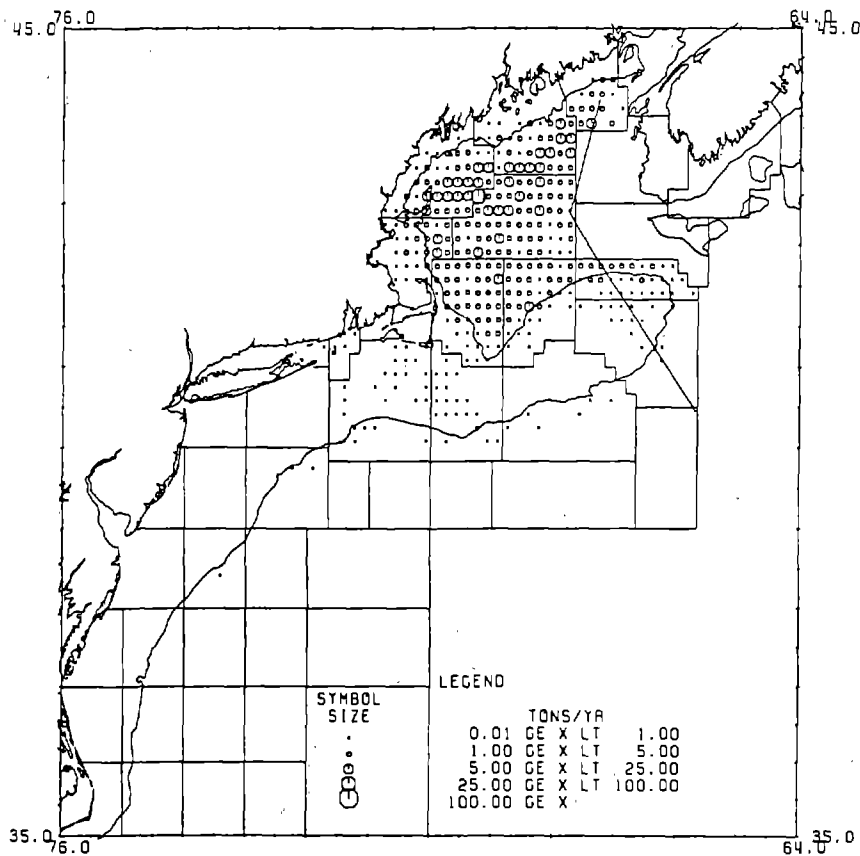 76.0 64.0
45.0 45.0
LEGEND
SYMBOL
SIZE
TONS/YR
0.01 GE X LT 1.00
1.00 GE X LT 5.00
5.00 GE X LT 25.00
25.00 GE X LT 100.00
100.00 GE X
35.0 35.0
76.0 64.0